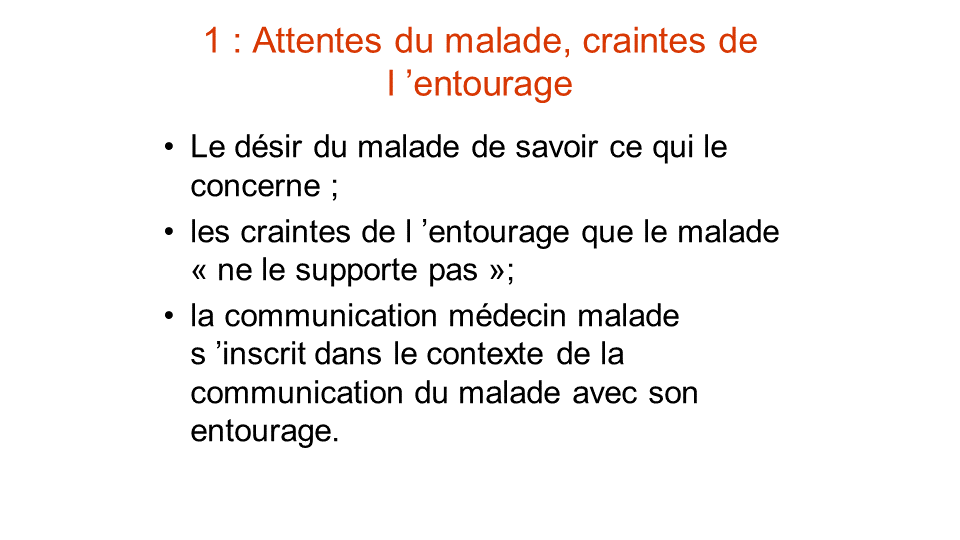 1 : Attentes du malade, craintes de
l ’entourage
• Le désir du malade de savoir ce qui le
concerne ;
• les craintes de l ’entourage que le malade
« ne le supporte pas »;
• la communication médecin malade
s ’inscrit dans le contexte de la
communication du malade avec son
entourage.